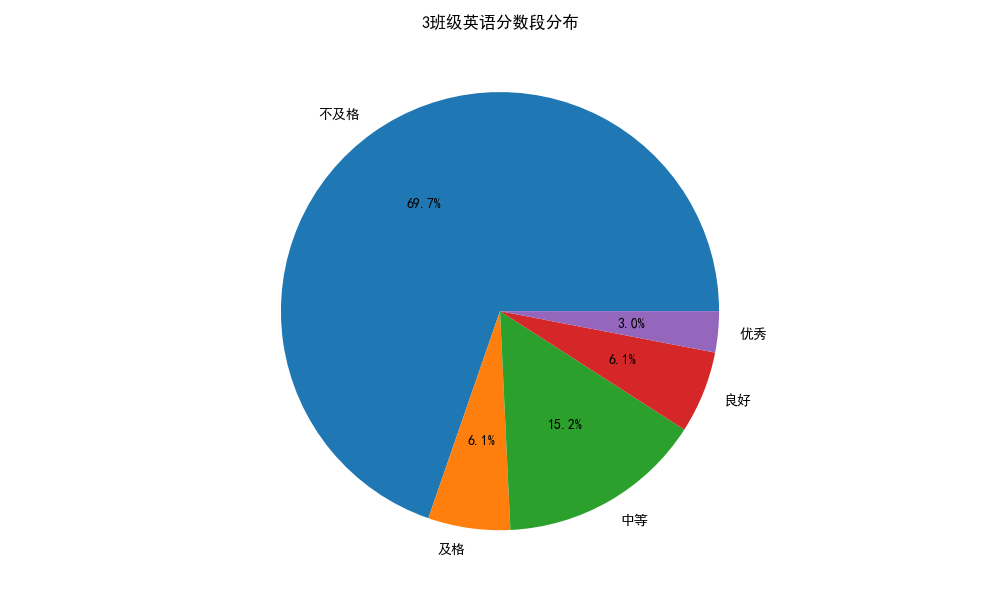 3班级英语分数段分布
不及格
69.7%
3.0%
优秀
6.1%
良好
15.2%
6.1%
中等
及格